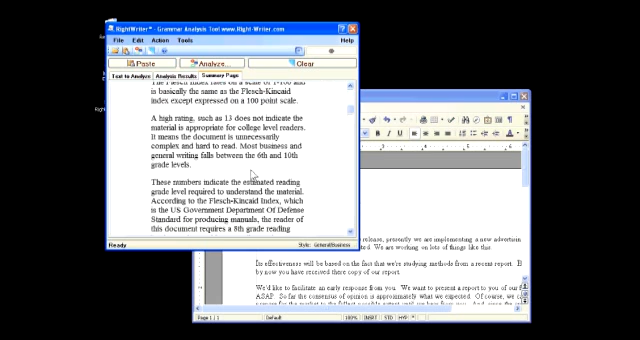 RightWriter™ - Grammar Analysis Tool www.Right-Writer.com
File Edit Action Tools Help
Paste Analyze... Clear
Text to Analyze Analysis Results Summary Page
The Flesch Index rates on a scale of 1-100 and
is basically the same as the Flesch-Kincaid
index except expressed on a 100 point scale.
A high rating, such as 13 does not indicate the
material is appropriate for college level readers.
It means the document is unnecessarily
complex and hard to read. Most business and
general writing falls between the 6th and 10th
grade levels.
These numbers indicate the estimated reading
grade level required to understand the material.
According to the Flesch-Kincaid Index, which
is the US Government Department Of Defense
Standard for producing manuals, the reader of
this document requires a 8th grade reading
Ready Style: General/Business
release, presently we are implementing a new advertisin
ted. We are working on lots of things like this
Its effectiveness will be based on the fact that we're studying methods from a recent report.
by now you have received there copy of our report.
We'd like to facilitate an early response from you. We want to present a report to you of our
ASAP. So far the consensus of opinion is approximately what we expected. Of course, we
Page 1 / 1 Default 100% INSRT STD HYP